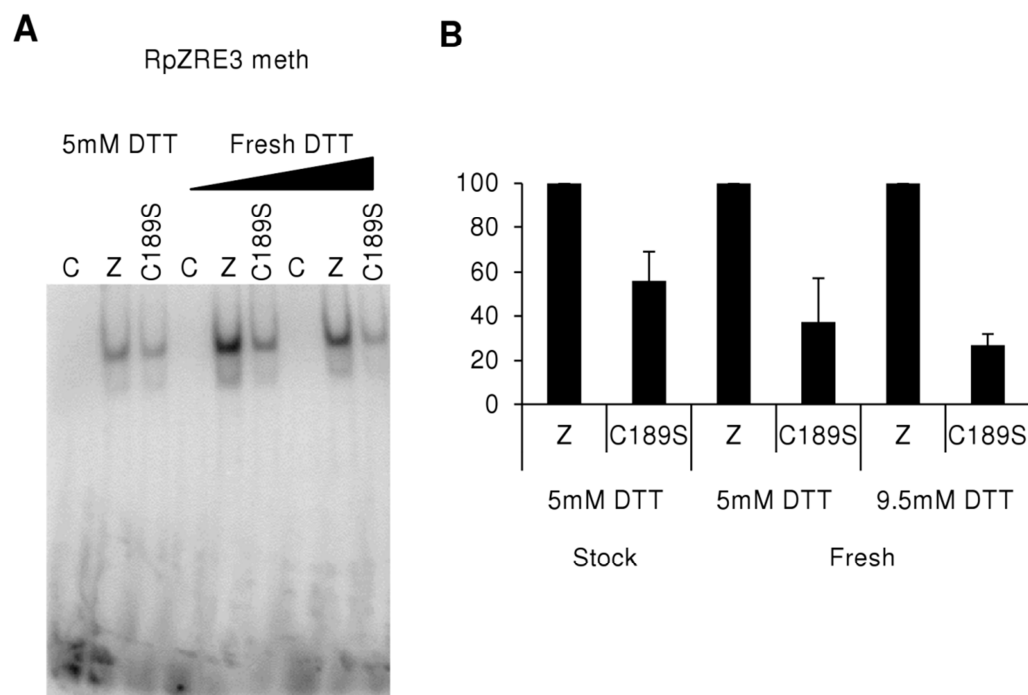 A
RpZRE3 meth
5mM DTT
Fresh DTT
C Z C189S C Z C189S C Z C189S
B
100
80
60
40
20
0
Z C189S Z C189S Z C189S
5mM DTT 5mM DTT 9.5mM DTT
Stock Fresh